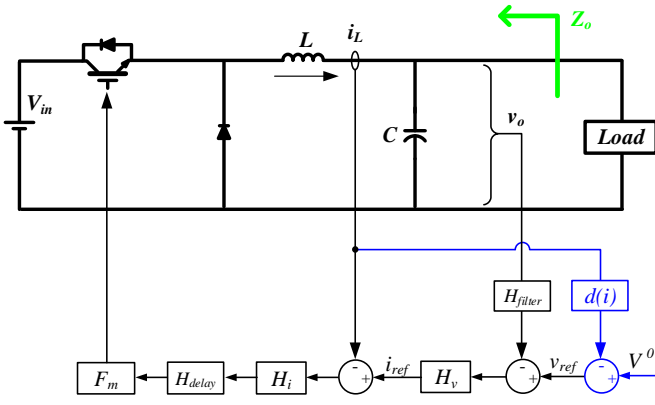 i_L
Z_o
L
V_in
v_o
C
Load
H_filter
d(i)
-
-
-
+
i_ref
+
v_ref
+
V^0
F_m
H_delay
H_i
H_v